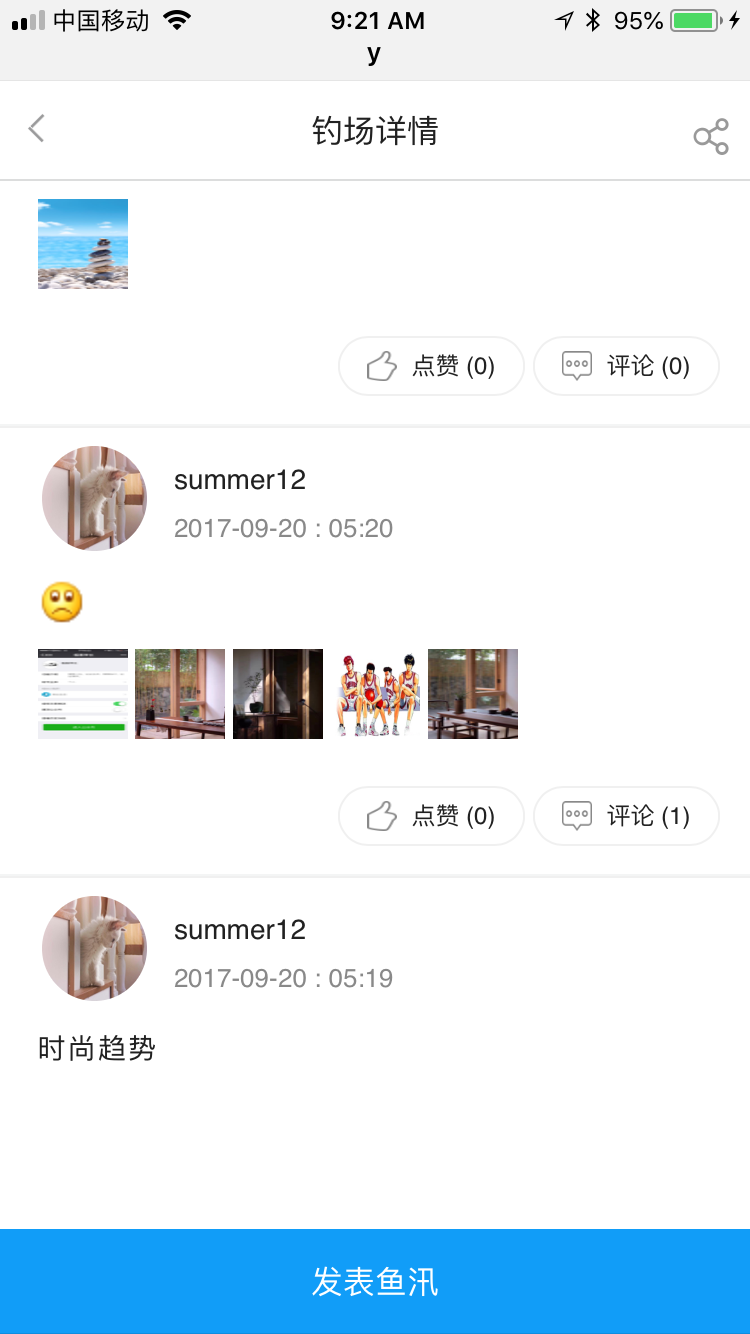 中国移动 9:21 AM 95%
y
钓场详情
点赞 (0) 评论 (0)
summer12
2017-09-20 : 05:20
点赞 (0) 评论 (1)
summer12
2017-09-20 : 05:19
时尚趋势
发表鱼汛